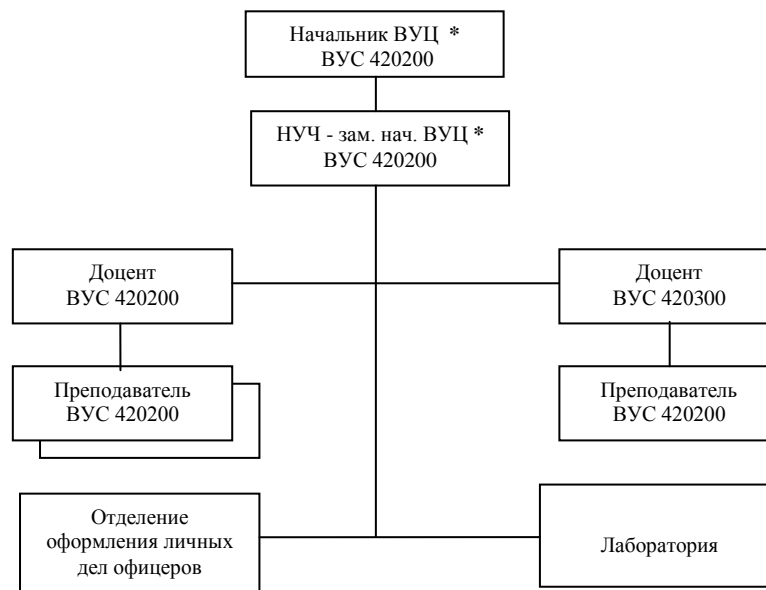 Начальник ВУЦ *
ВУС 420200
НУЧ - зам. нач. ВУЦ *
ВУС 420200
Доцент
ВУС 420200
Доцент
ВУС 420300
Преподаватель
ВУС 420200
Преподаватель
ВУС 420200
Отделение
оформления личных
дел офицеров
Лаборатория